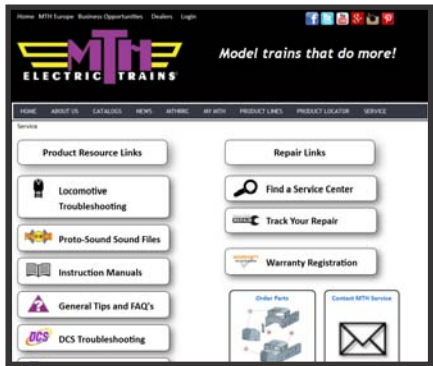 Home MTH Europe Business Opportunities Dealers Login
MTH
ELECTRIC TRAINS
Model trains that do more!
HOME ABOUT US CATALOGS NEWS MTHRRC MY MTH PRODUCT LINES PRODUCT LOCATOR SERVICE
Service
Product Resource Links
Locomotive
Troubleshooting
Proto-Sound Sound Files
Instruction Manuals
General Tips and FAQ's
DCS DCS Troubleshooting
Repair Links
Find a Service Center
Track Your Repair
Warranty Registration
Order Parts
Contact MTH Service